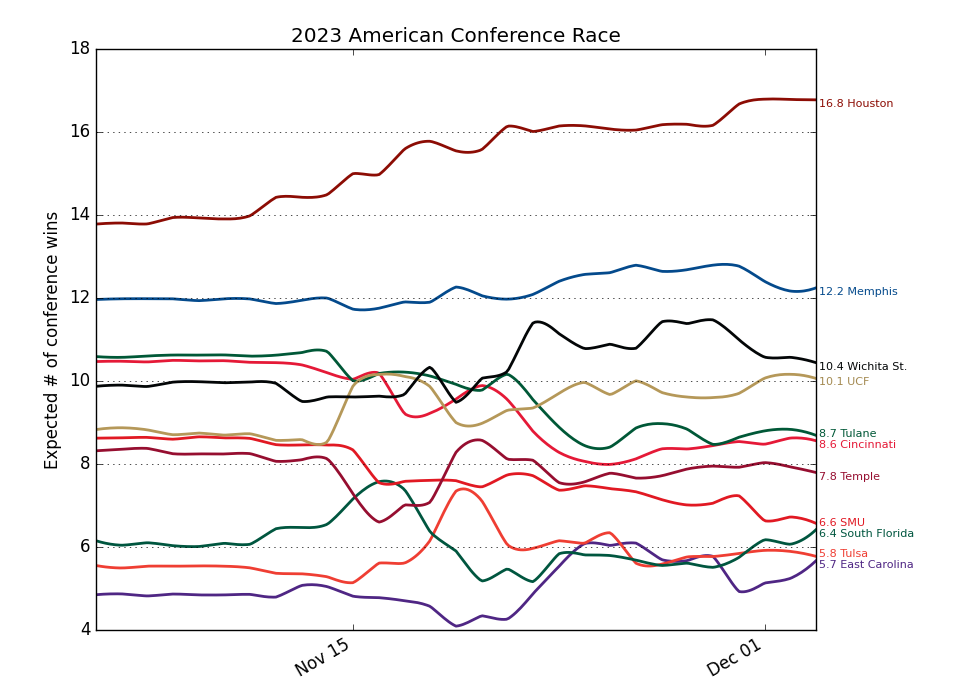 2023 American Conference Race
Expected # of conference wins
18
16
14
12
10
8
6
4
Nov 15
Dec 01
16.8 Houston
12.2 Memphis
10.4 Wichita St.
10.1 UCF
8.7 Tulane
8.6 Cincinnati
7.8 Temple
6.6 SMU
6.4 South Florida
5.8 Tulsa
5.7 East Carolina